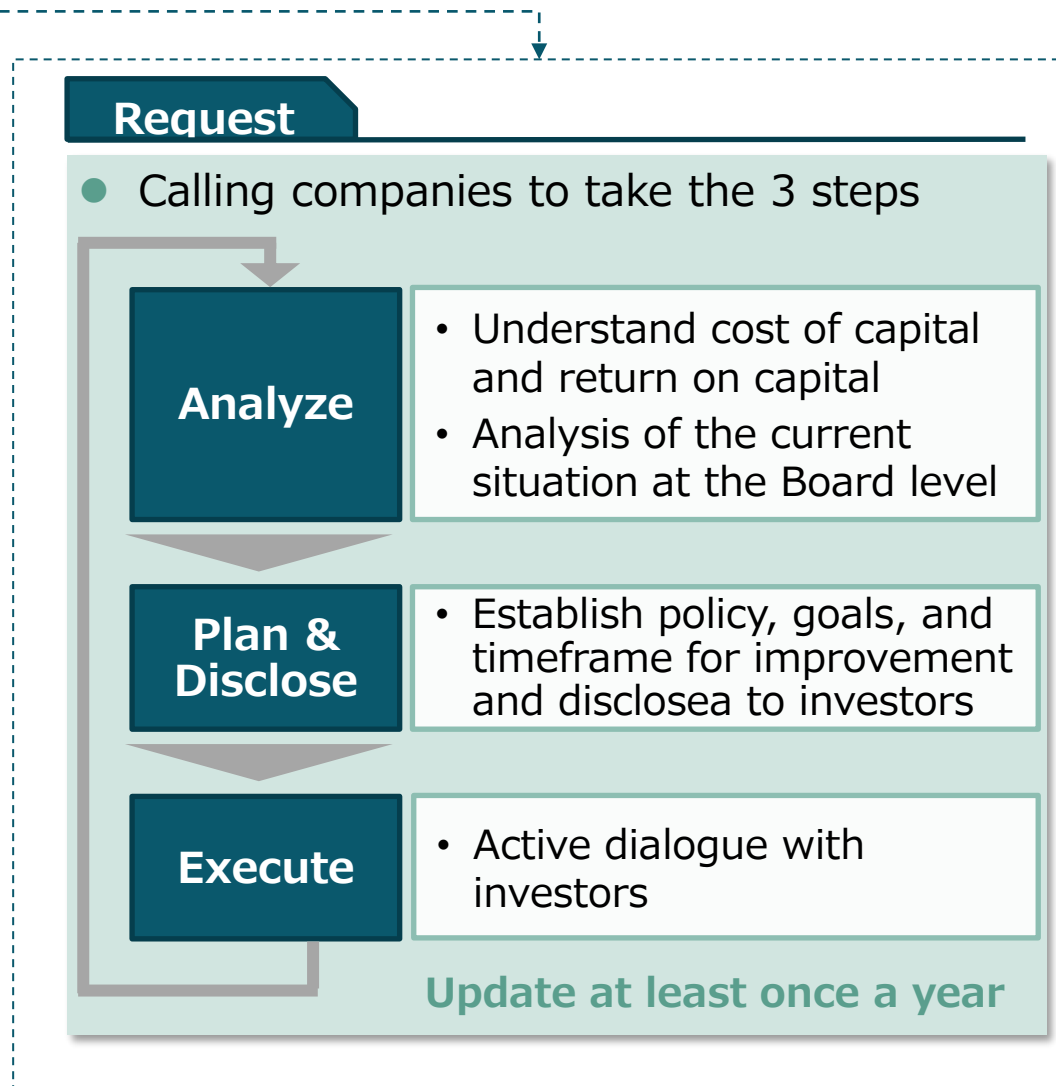 Request
● Calling companies to take the 3 steps
Analyze
• Understand cost of capital
and return on capital
• Analysis of the current
situation at the Board level
Plan &
Disclose
• Establish policy, goals, and
timeframe for improvement
and disclosea to investors
Execute
• Active dialogue with
investors
Update at least once a year